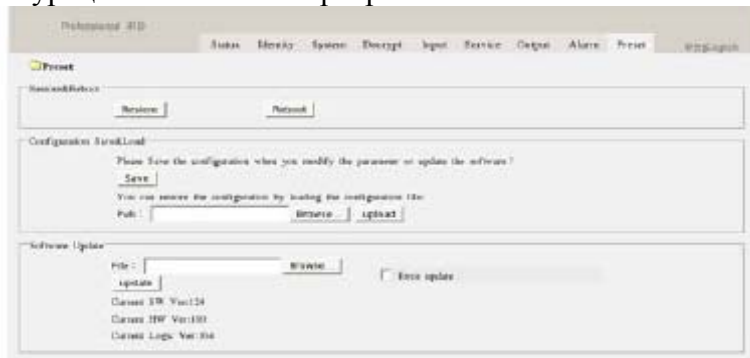 Professional IRD
Status Identity System Decrypt Input Service Output Alarm Preset
Preset
Restore Reboot
Configuration Save&Load
Please Save the configuration when you modify the parameter or update the software!
Save
You can restore the configuration by loading the configuration file:
Path : Browse... upload
Software Update
File : Browse...
update Force update
Current SW Ver:124
Current HW Ver:
Current Logic Ver: